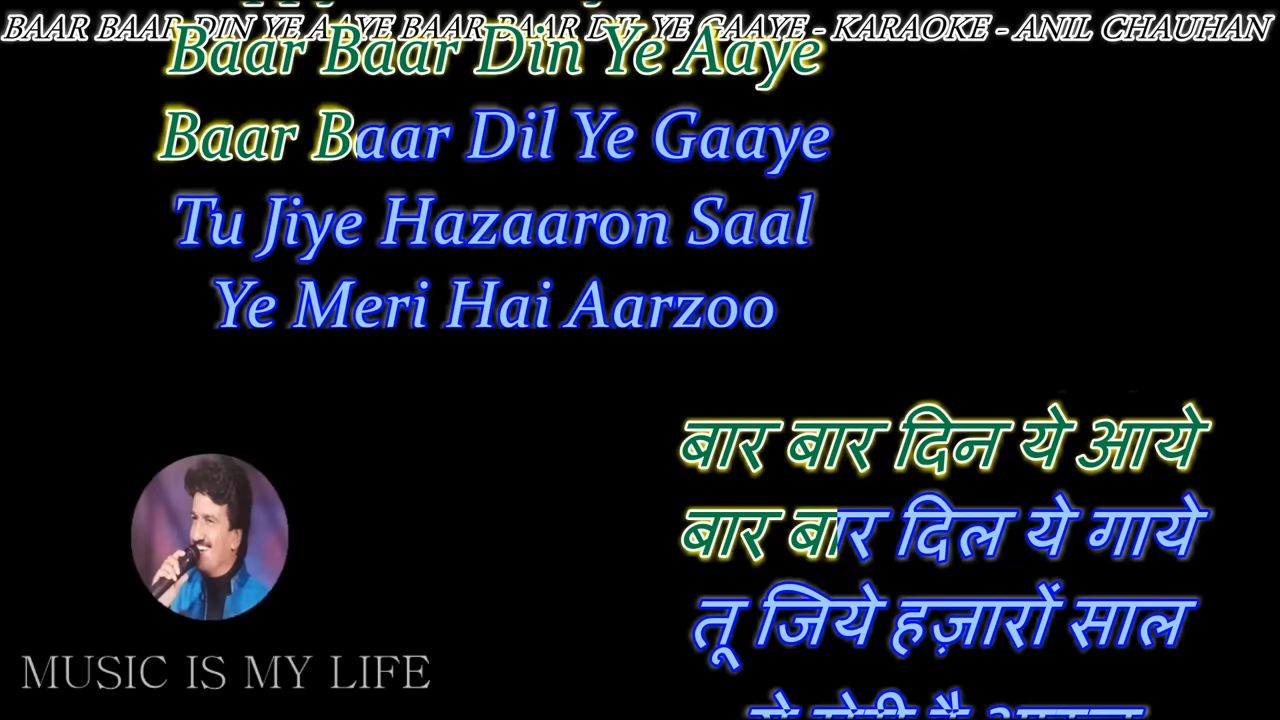 BAAR BAAR DIN YE AAYE BAAR BAAR DIL YE GAAYE - KARAOKE - ANIL CHAUHAN
Baar Baar Din Ye Aaye
Baar Baar Dil Ye Gaaye
Tu Jiye Hazaaron Saal
Ye Meri Hai Aarzoo
बार बार दिन ये आये
बार बार दिल ये गाये
तू जिये हज़ारों साल
MUSIC IS MY LIFE